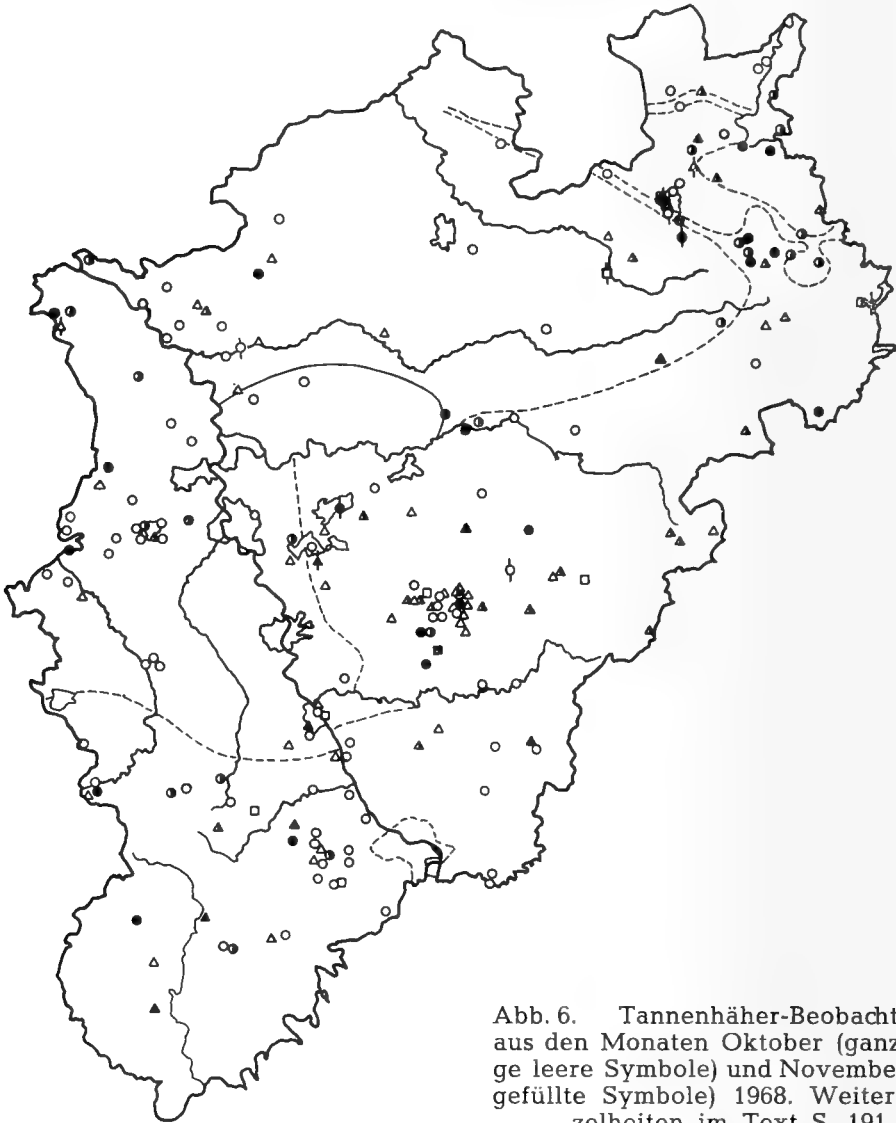 Abb. 6. Tannenhäher-Beobacht
aus den Monaten Oktober (ganz
ge leere Symbole) und Novembe
gefüllte Symbole) 1968. Weiter
zelheiten im Text S. 191